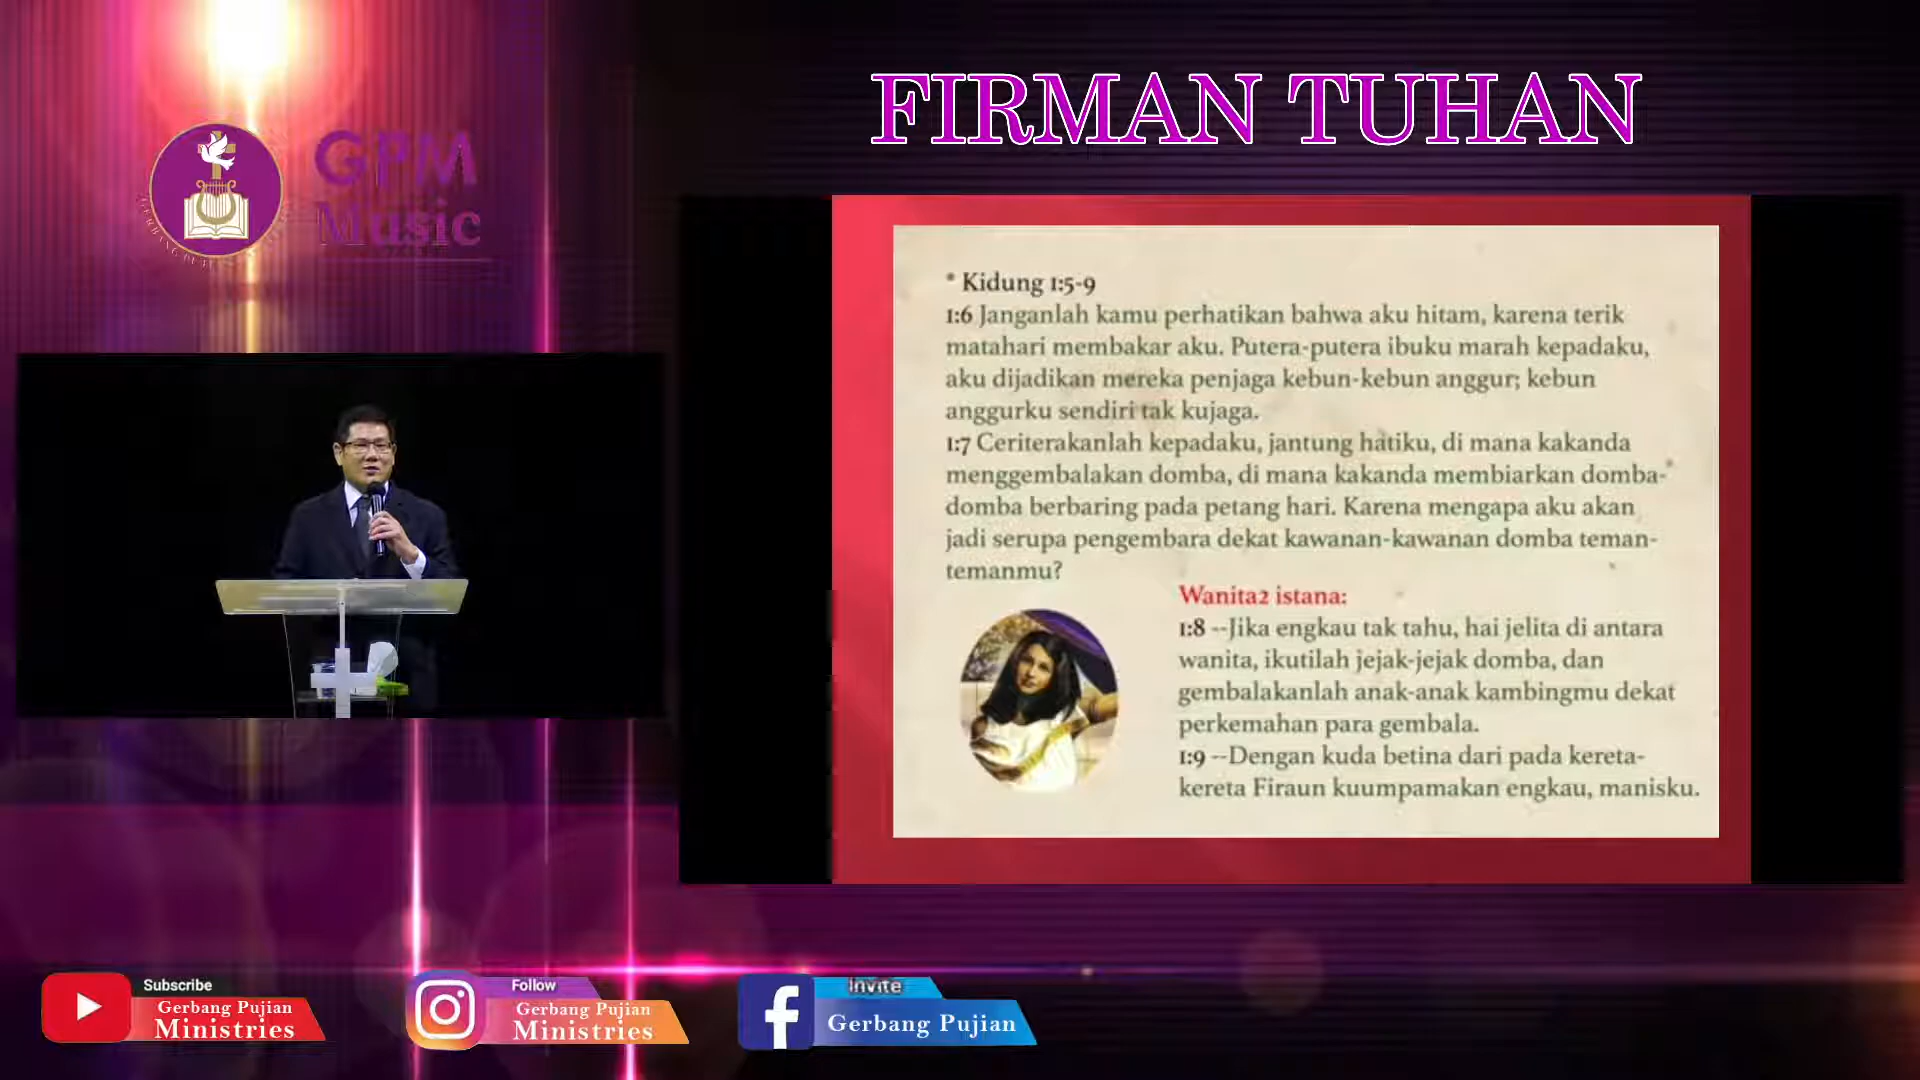 FIRMAN TUHAN
GPM
Music
* Kidung 1:5-9
1:6 Janganlah kamu perhatikan bahwa aku hitam, karena terik
matahari membakar aku. Putera-putera ibuku marah kepadaku,
aku dijadikan mereka penjaga kebun-kebun anggur; kebun
anggurku sendiri tak kujaga.
1:7 Ceriterakanlah kepadaku, jantung hatiku, di mana kakanda
menggembalakan domba, di mana kakanda membiarkan domba-
domba berbaring pada petang hari. Karena mengapa aku akan
jadi serupa pengembara dekat kawanan-kawanan domba teman-
temanmu?
Wanita2 istana:
1:8 --Jika engkau tak tahu, hai jelita di antara
wanita, ikutilah jejak-jejak domba, dan
gembalakanlah anak-anak kambingmu dekat
perkemahan para gembala.
1:9 --Dengan kuda betina dari pada kereta-
kereta Firaun kuumpamakan engkau, manisku.
Subscribe
Gerbang Pujian
Ministries
Follow
Gerbang Pujian
Ministries
Invite
Gerbang Pujian